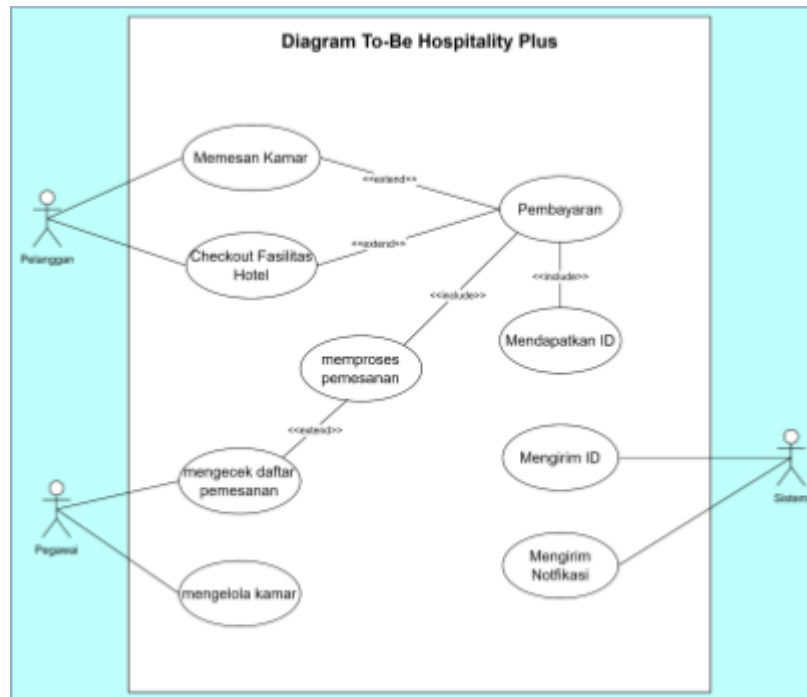 Diagram To-Be Hospitality Plus
Memesan Kamar
<<extend>>
Pembayaran
Pelanggan
Checkout Fasilitas
Hotel
<<extend>>
<<include>>
<<include>>
Mendapatkan ID
memproses
pemesanan
<<extend>>
mengecek daftar
pemesanan
Mengirim ID
Sistem
Pegawai
Mengirim
Notfikasi
mengelola kamar